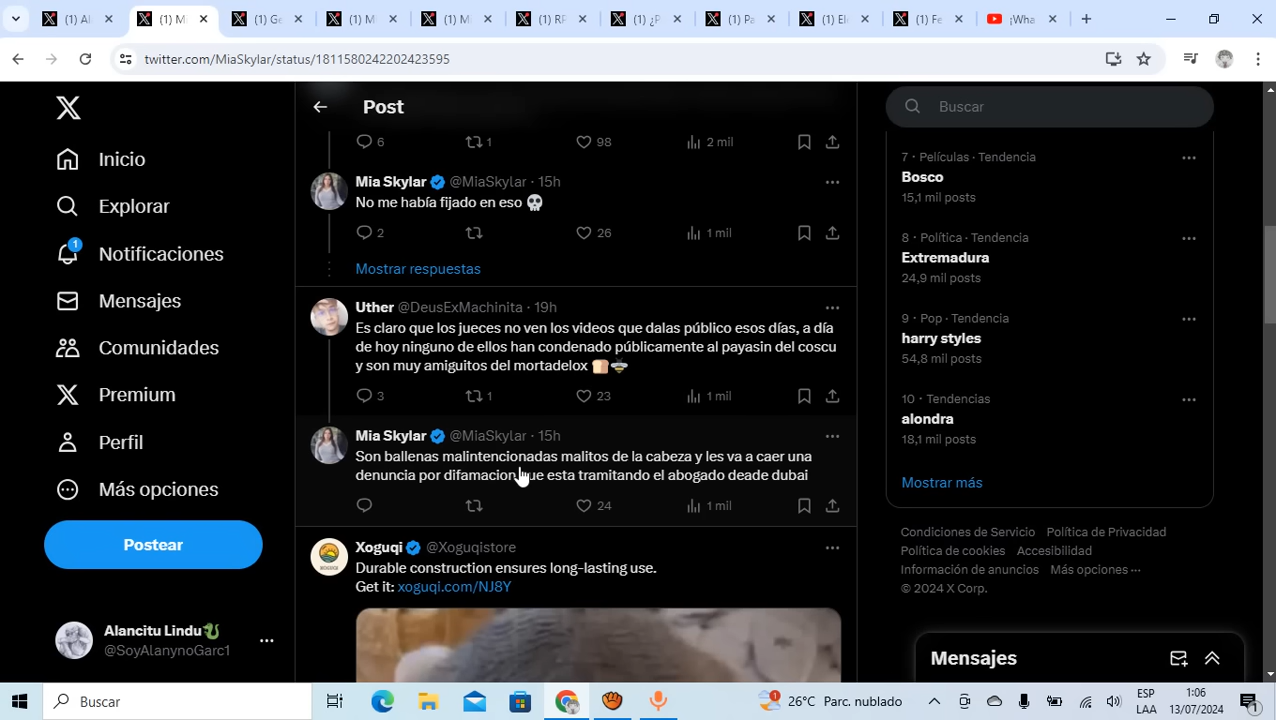 (1) Al
(1) M
(1) Ge
(1) M
(1) Mi
(1) RF
(1) ¿P
(1) Pa
(1) El
(1) Fe
¡Wha
twitter.com/MiaSkylar/status/1811580242202423595
X
Inicio
Explorar
1
Notificaciones
Mensajes
Comunidades
Premium
Perfil
Más opciones
Postear
Alancitu Lindu🐍
@SoyAlanynoGarc1
Post
6 1 98 2 mil
Mia Skylar @MiaSkylar · 15h
No me había fijado en eso 💀
2 26 1 mil
Mostrar respuestas
Uther @DeusExMachinita · 19h
Es claro que los jueces no ven los videos que dalas público esos días, a día
de hoy ninguno de ellos han condenado públicamente al payasin del coscu
y son muy amiguitos del mortadelox 🍞🐝
3 1 23 1 mil
Mia Skylar @MiaSkylar · 15h
Son ballenas malintencionadas malitos de la cabeza y les va a caer una
denuncia por difamacion que esta tramitando el abogado deade dubai
24 1 mil
Xoguqi @Xoguqistore
Durable construction ensures long-lasting use.
Get it: xoguqi.com/NJ8Y
Buscar
7 · Películas · Tendencia
Bosco
15,1 mil posts
8 · Política · Tendencia
Extremadura
24,9 mil posts
9 · Pop · Tendencia
harry styles
54,8 mil posts
10 · Tendencias
alondra
18,1 mil posts
Mostrar más
Condiciones de Servicio Política de Privacidad
Política de cookies Accesibilidad
Información de anuncios Más opciones ···
© 2024 X Corp.
Mensajes
Buscar
1
26°C Parc. nublado
ESP
LAA
1:06
13/07/2024
1